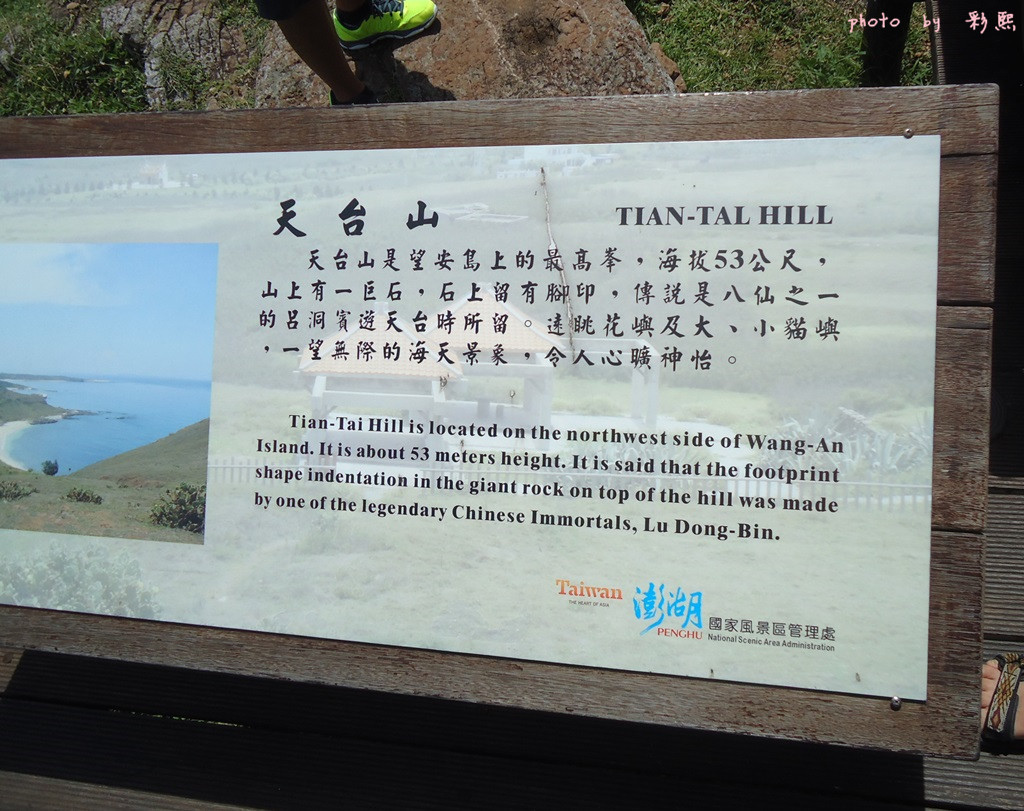 photo by 彩熙
天台山
TIAN-TAL HILL
天台山是望安島上的最高峯，海拔53公尺，
山上有一巨石，石上留有腳印，傳説是八仙之一
的呂洞賓遊天台時所留。遠眺花嶼及大、小貓嶼
，一望無際的海天景象，令人心曠神怡。
Tian-Tai Hill is located on the northwest side of Wang-An
Island. It is about 53 meters height. It is said that the footprint
shape indentation in the giant rock on top of the hill was made
by one of the legendary Chinese Immortals, Lu Dong-Bin.
Taiwan
THE HEART OF ASIA
澎湖
PENGHU
國家風景區管理處
National Scenic Area Administration